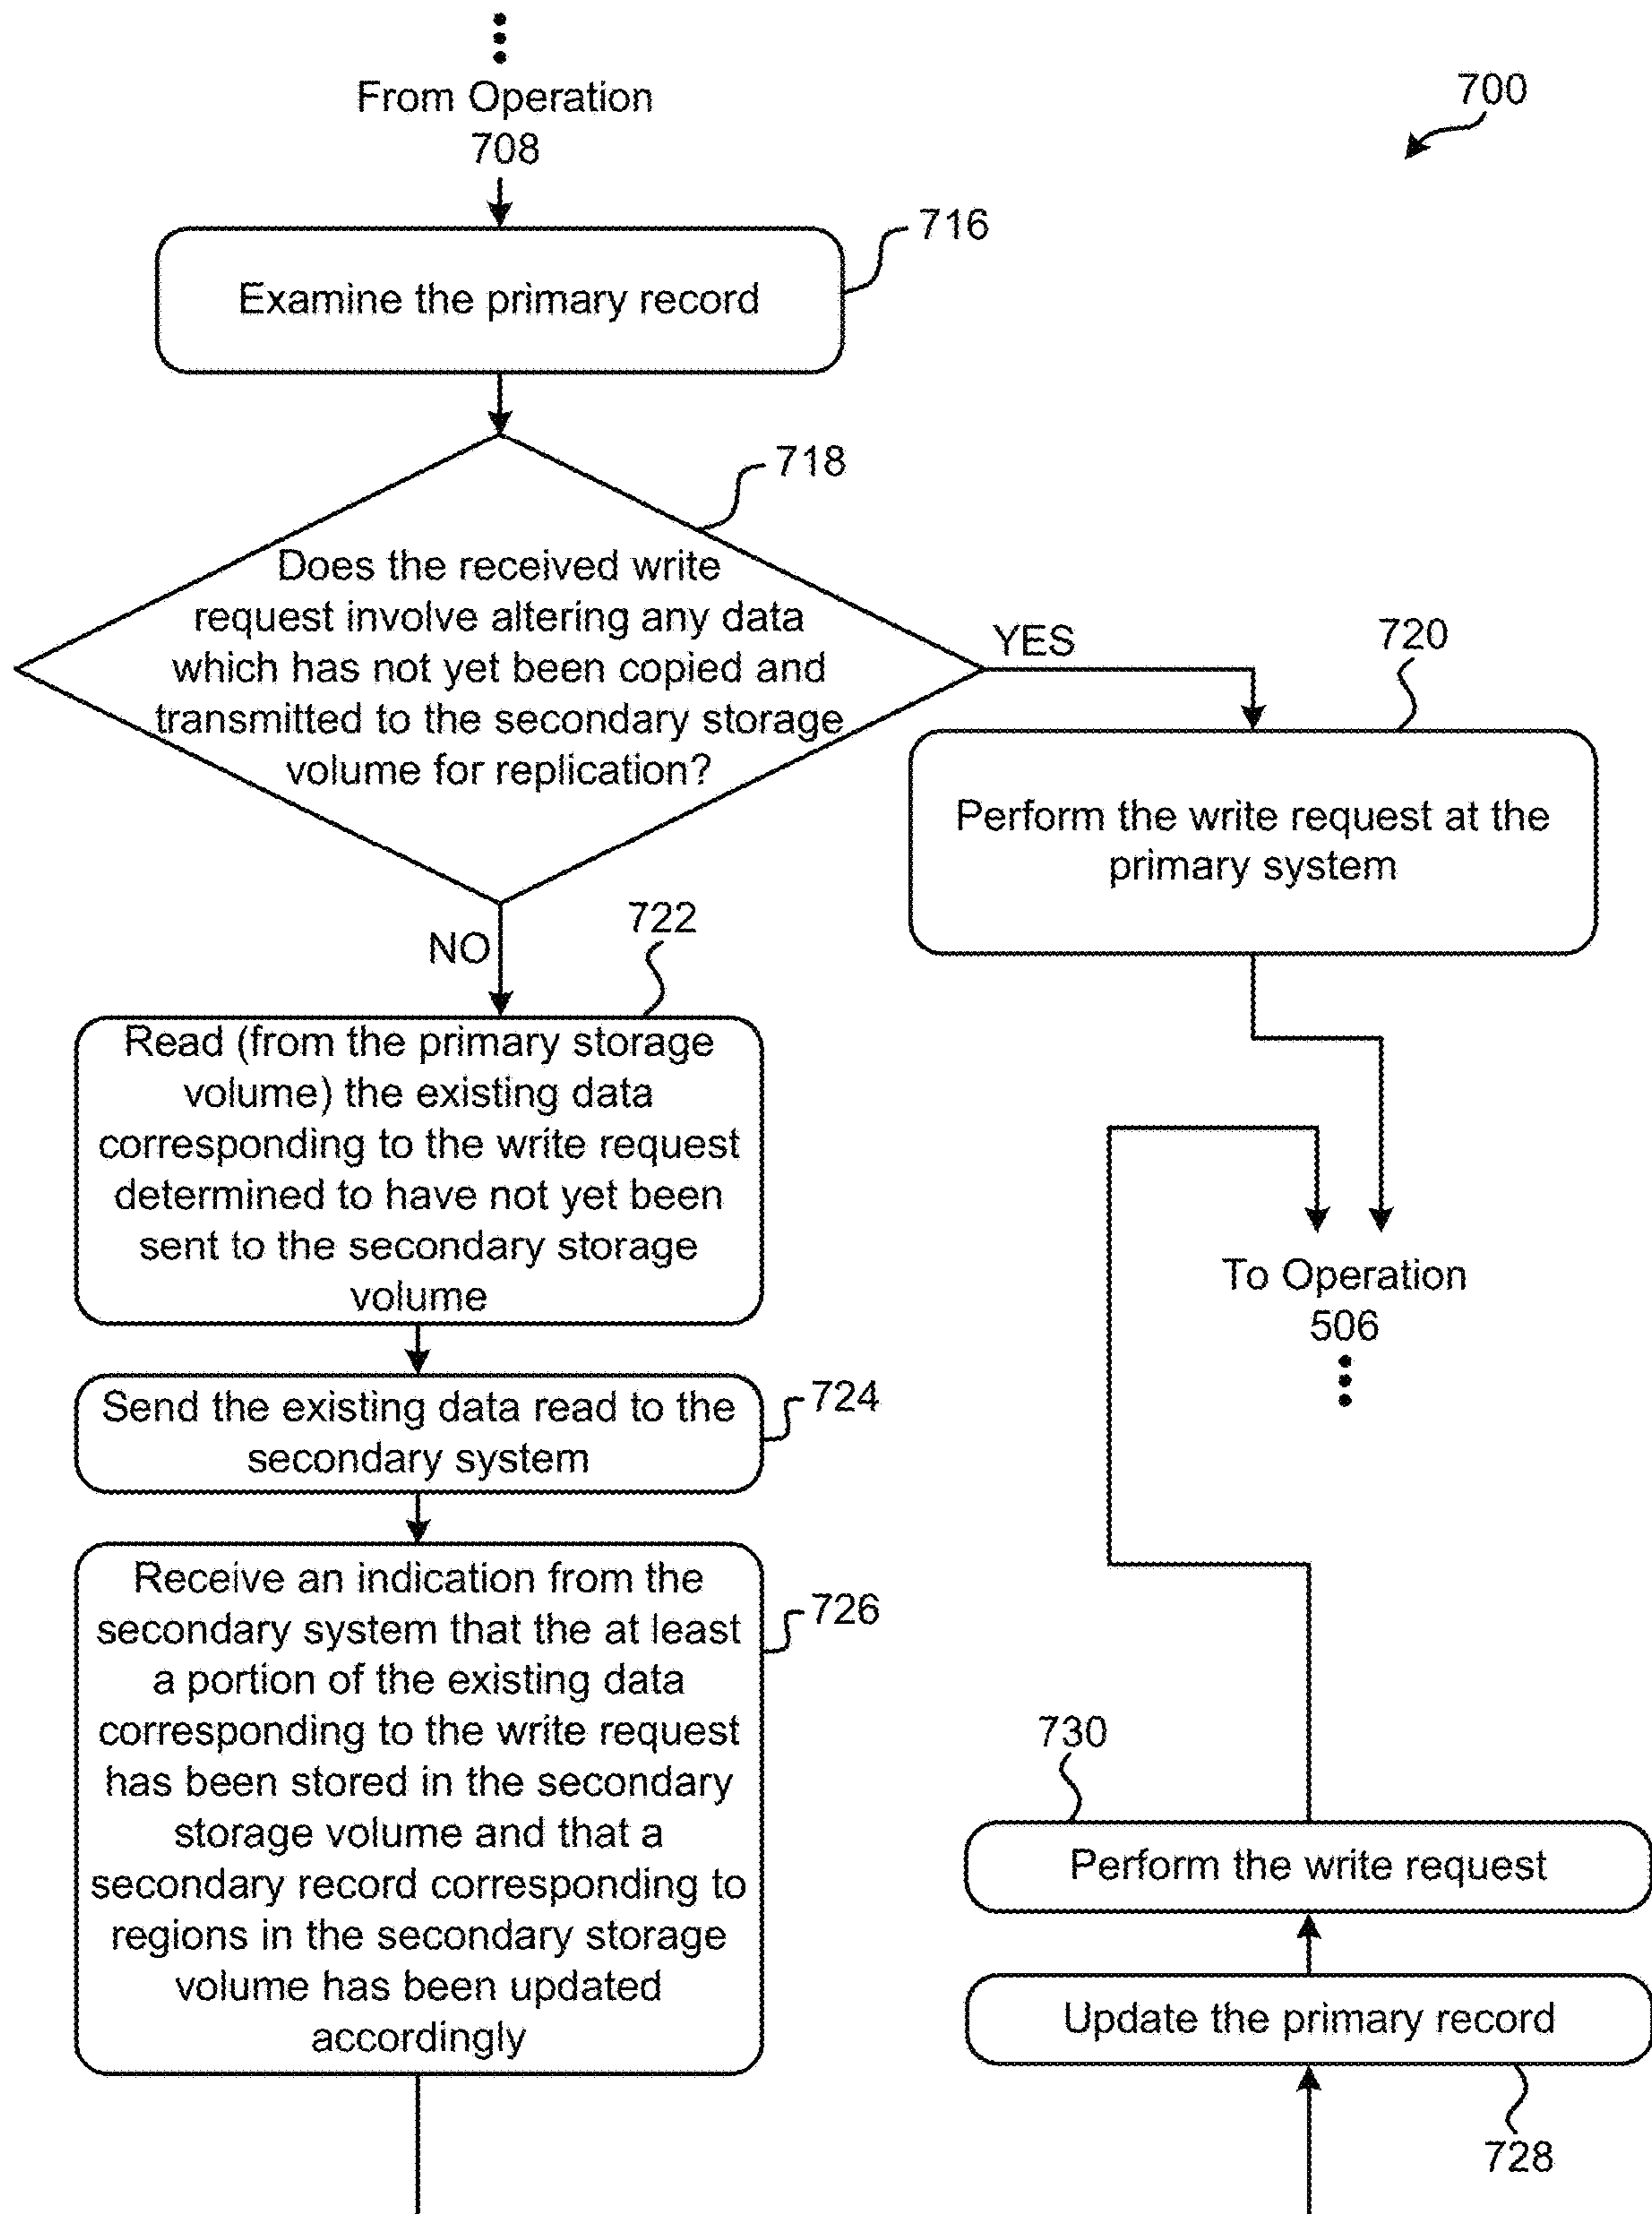 From Operation
708
700
716
Examine the primary record
718
Does the received write
request involve altering any data
which has not yet been copied and
transmitted to the secondary storage
volume for replication?
YES
720
Perform the write request at the
primary system
NO
722
Read (from the primary storage
volume) the existing data
corresponding to the write request
determined to have not yet been
sent to the secondary storage
volume
To Operation
506
724
Send the existing data read to the
secondary system
726
Receive an indication from the
secondary system that the at least
a portion of the existing data
corresponding to the write request
has been stored in the secondary
storage volume and that a
secondary record corresponding to
regions in the secondary storage
volume has been updated
accordingly
730
Perform the write request
Update the primary record
728